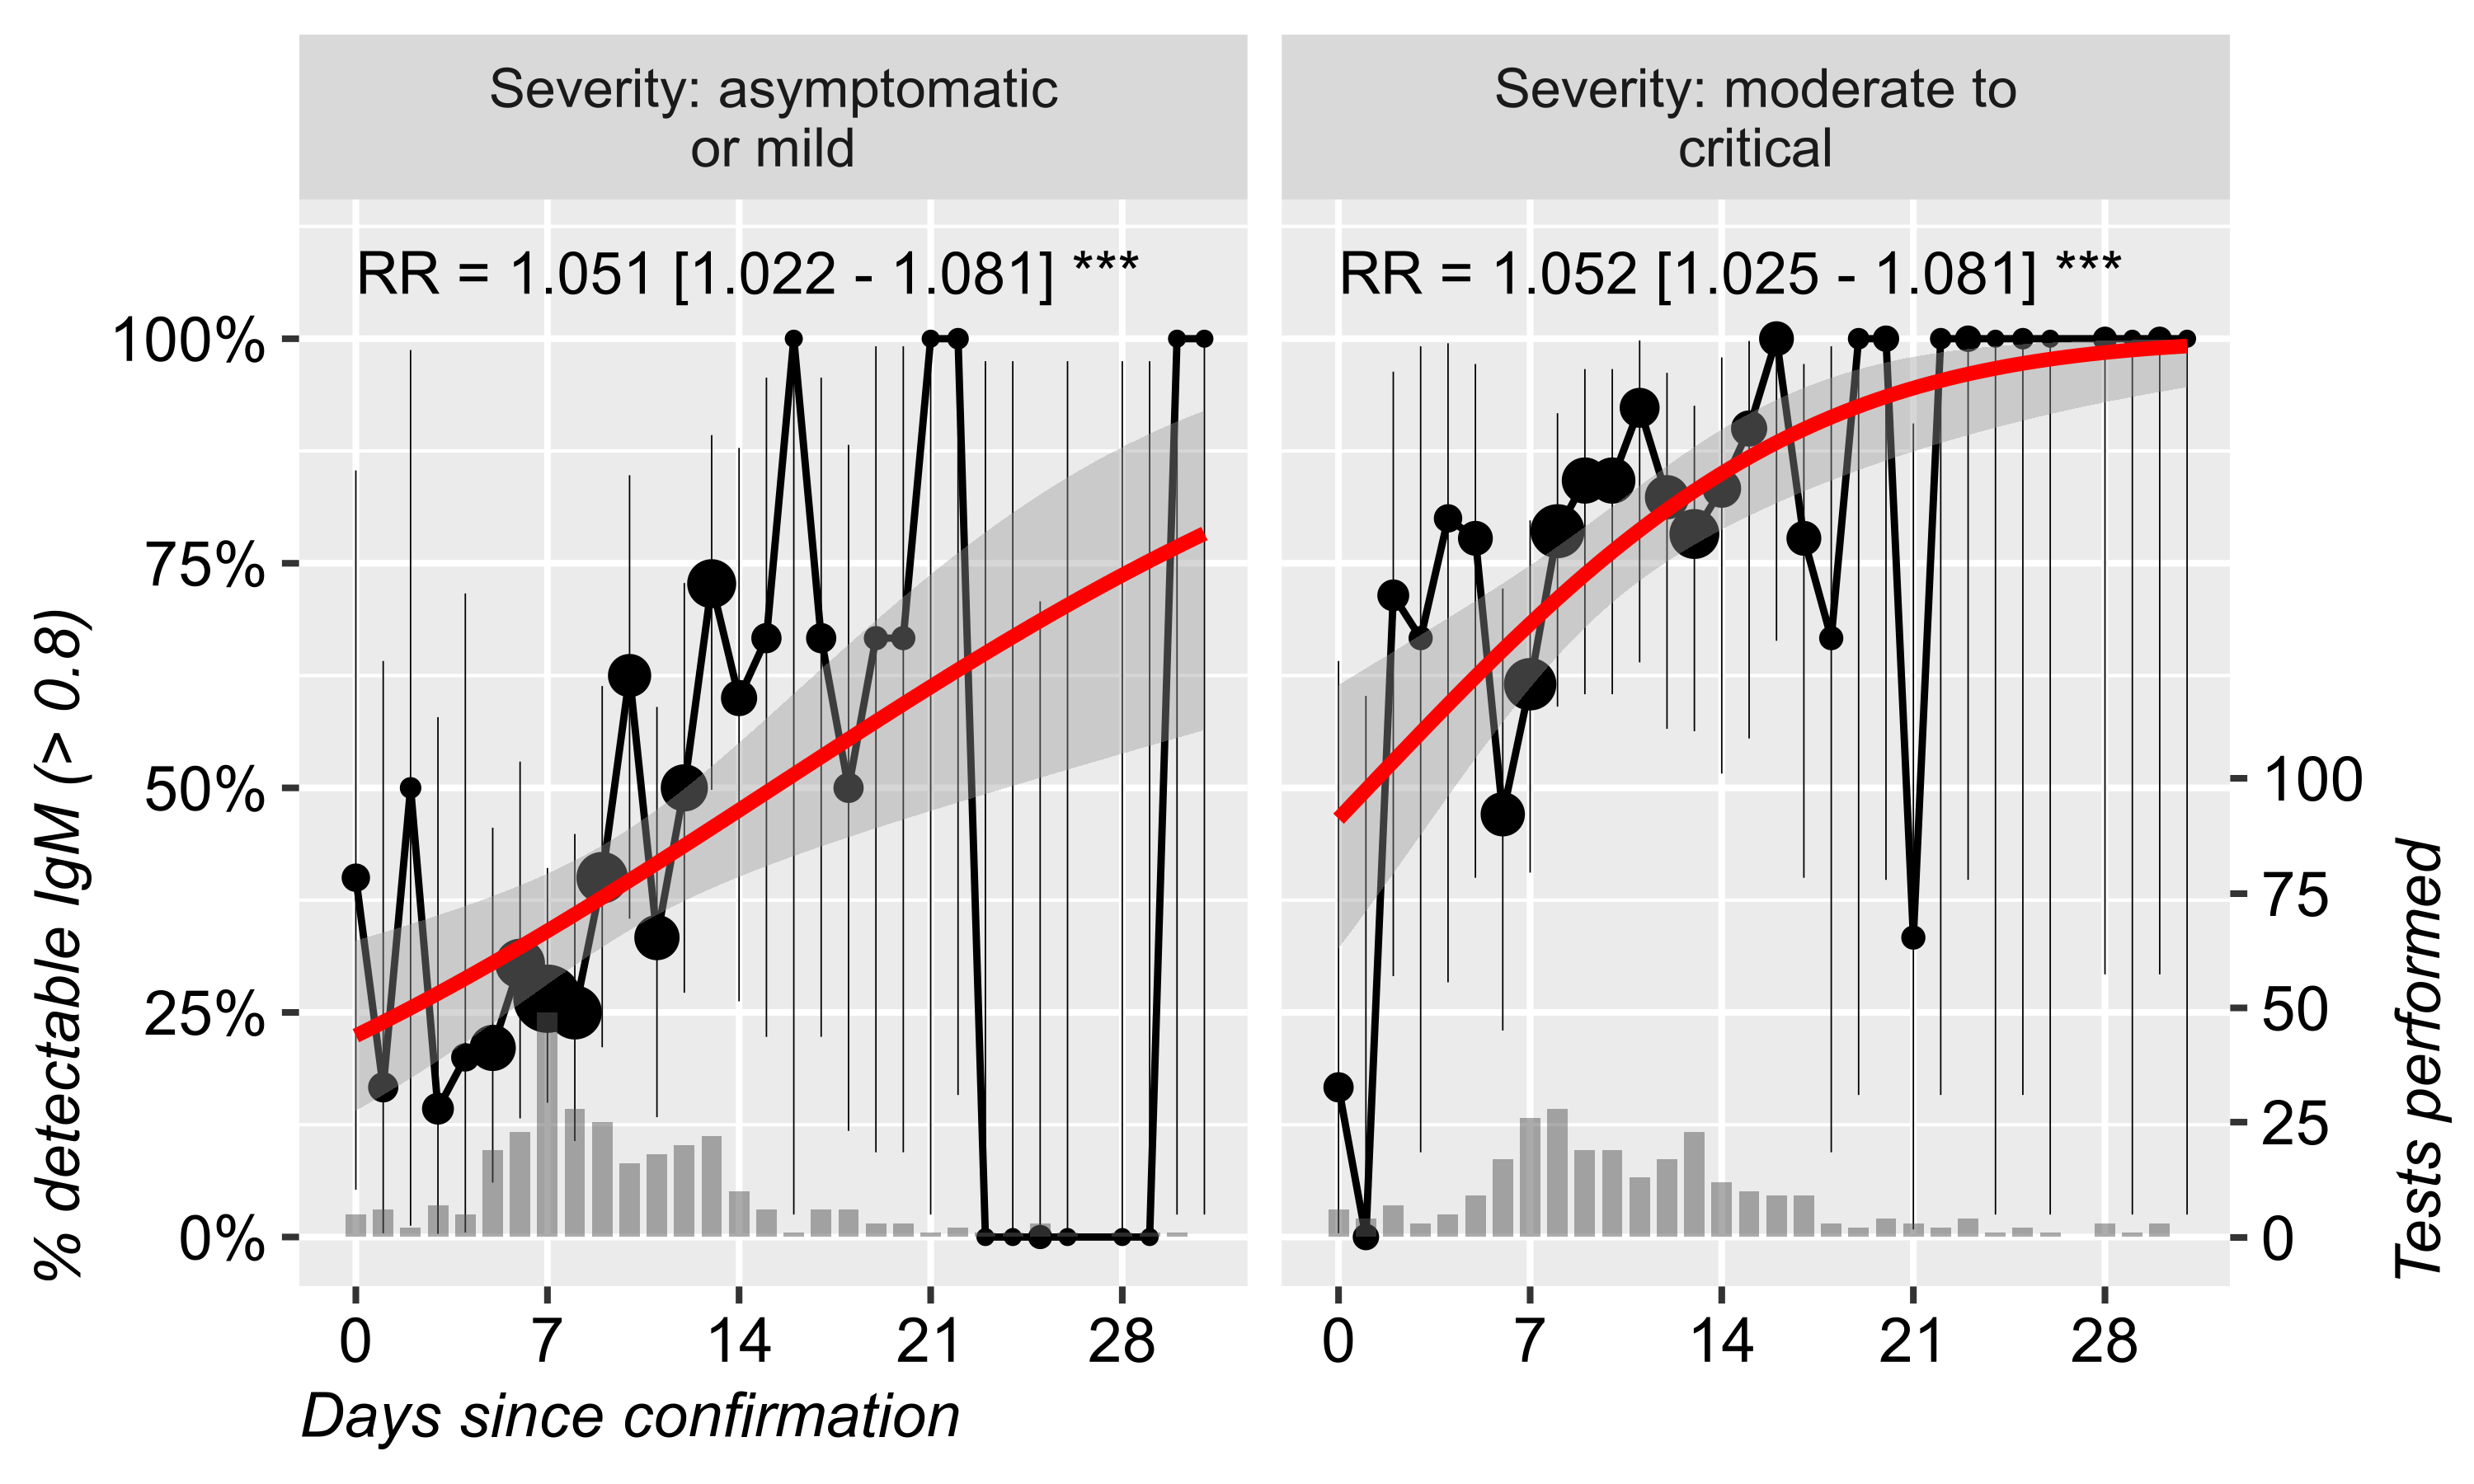 Severity: asymptomatic
or mild
Severity: moderate to
critical
RR = 1.051 [1.022 - 1.081] ***
RR = 1.052 [1.025 - 1.081] ***
% detectable IgM (> 0.8)
100%
75%
50%
25%
0%
100
75
50
25
0
Tests performed
0 7 14 21 28
0 7 14 21 28
Days since confirmation